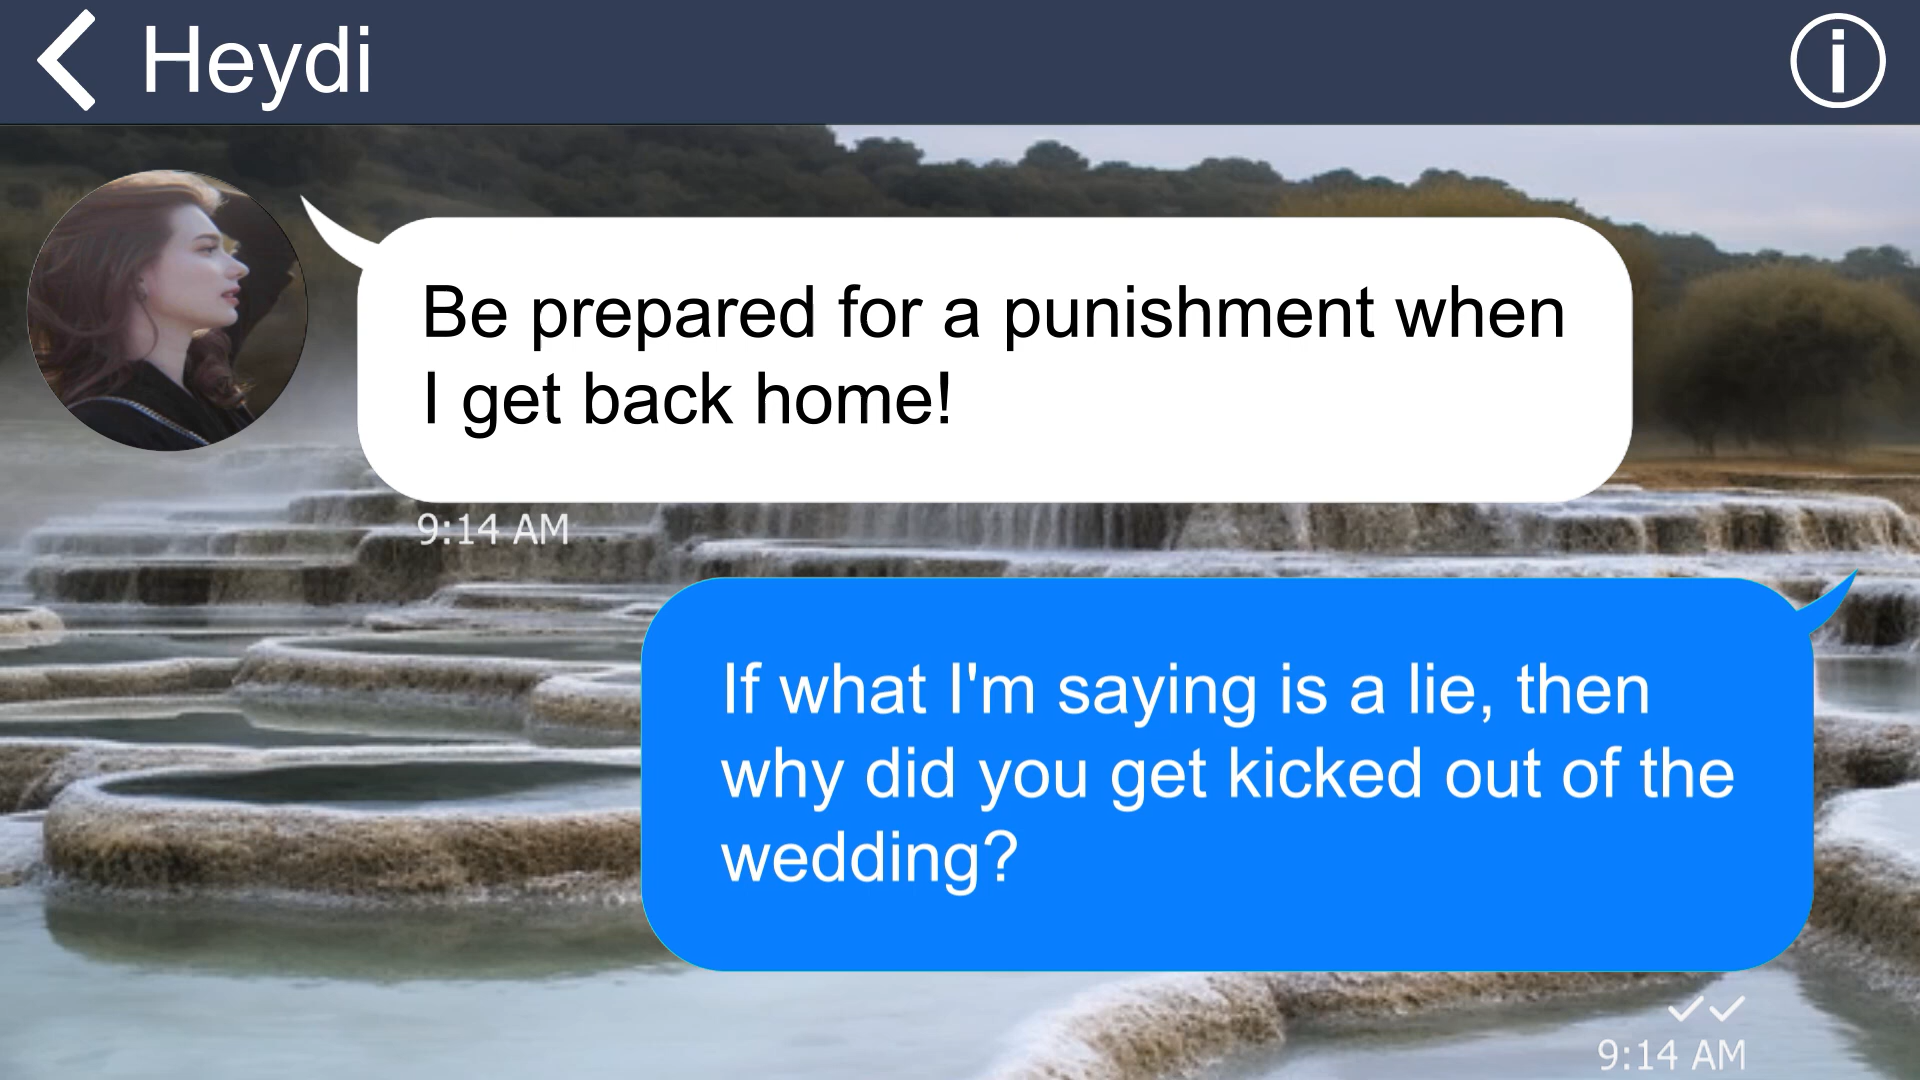 Heydi
Be prepared for a punishment when
I get back home!
9:14 AM
If what I'm saying is a lie, then
why did you get kicked out of the
wedding?
9:14 AM